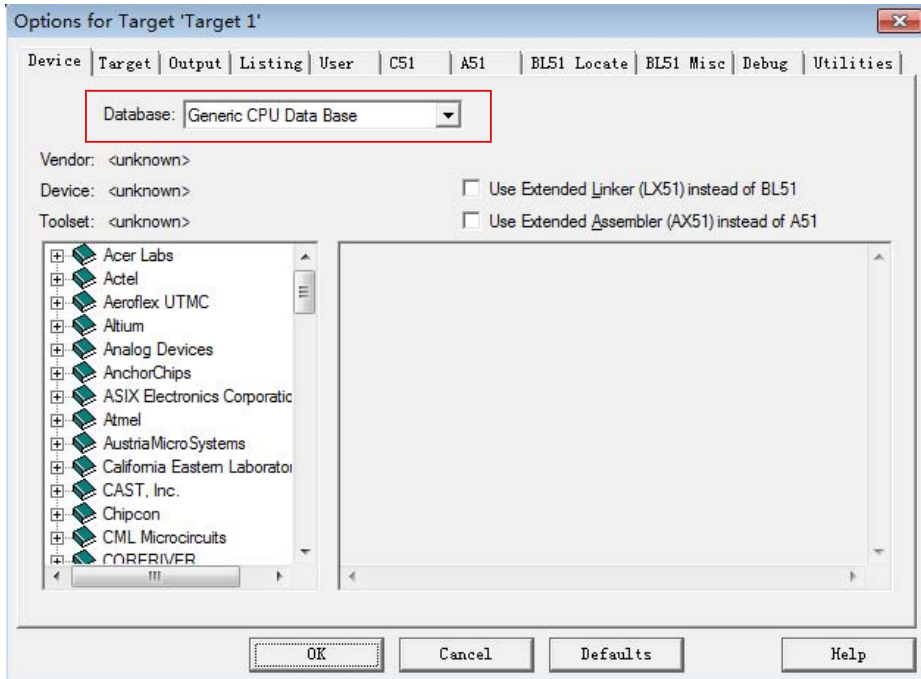 Options for Target 'Target 1'
Device Target Output Listing User C51 A51 BL51 Locate BL51 Misc Debug Utilities
Database: Generic CPU Data Base
Vendor: <unknown>
Device: <unknown>
Use Extended Linker (LX51) instead of BL51
Toolset: <unknown>
Use Extended Assembler (AX51) instead of A51
Acer Labs
Actel
Aeroflex UTMC
Altium
Analog Devices
AnchorChips
ASIX Electronics Corporatic
Atmel
AustriaMicroSystems
California Eastern Laborator
CAST, Inc.
Chipcon
CML Microcircuits
CORERIVER
OK Cancel Defaults Help